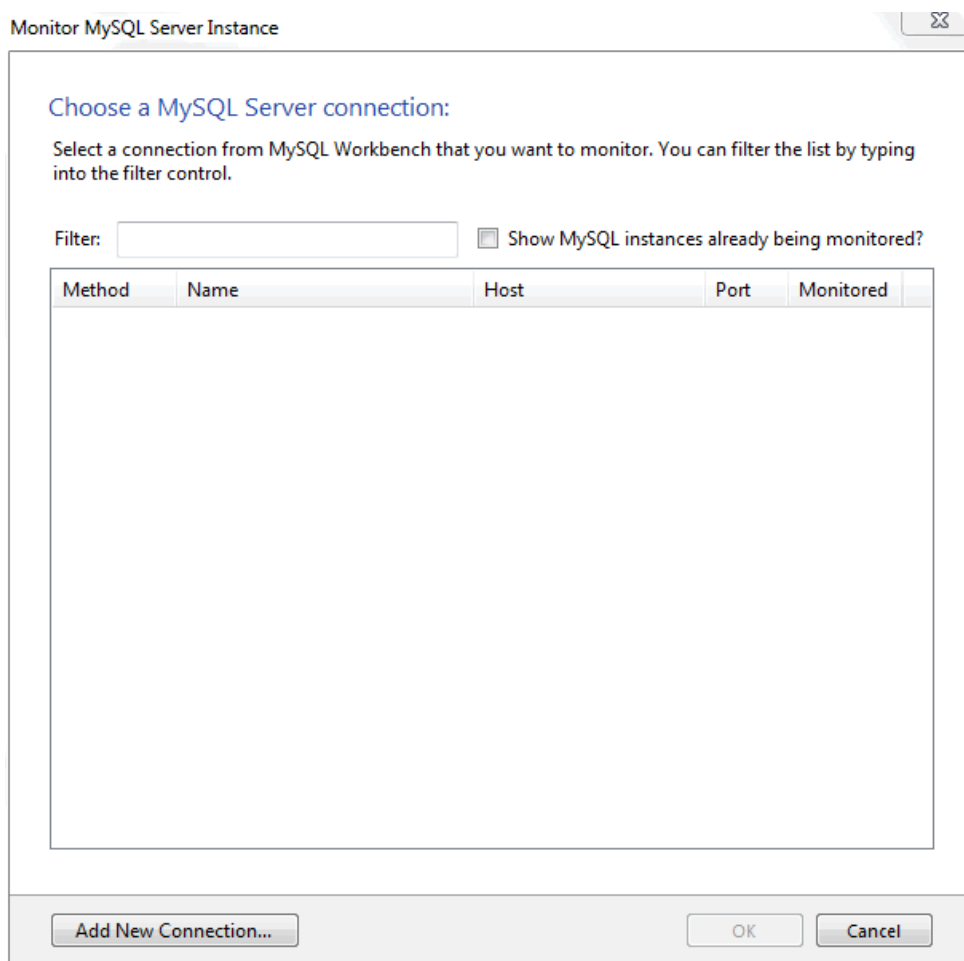 Monitor MySQL Server Instance
Choose a MySQL Server connection:
Select a connection from MySQL Workbench that you want to monitor. You can filter the list by typing
into the filter control.
Filter: Show MySQL instances already being monitored?
Method Name Host Port Monitored
Add New Connection... OK Cancel